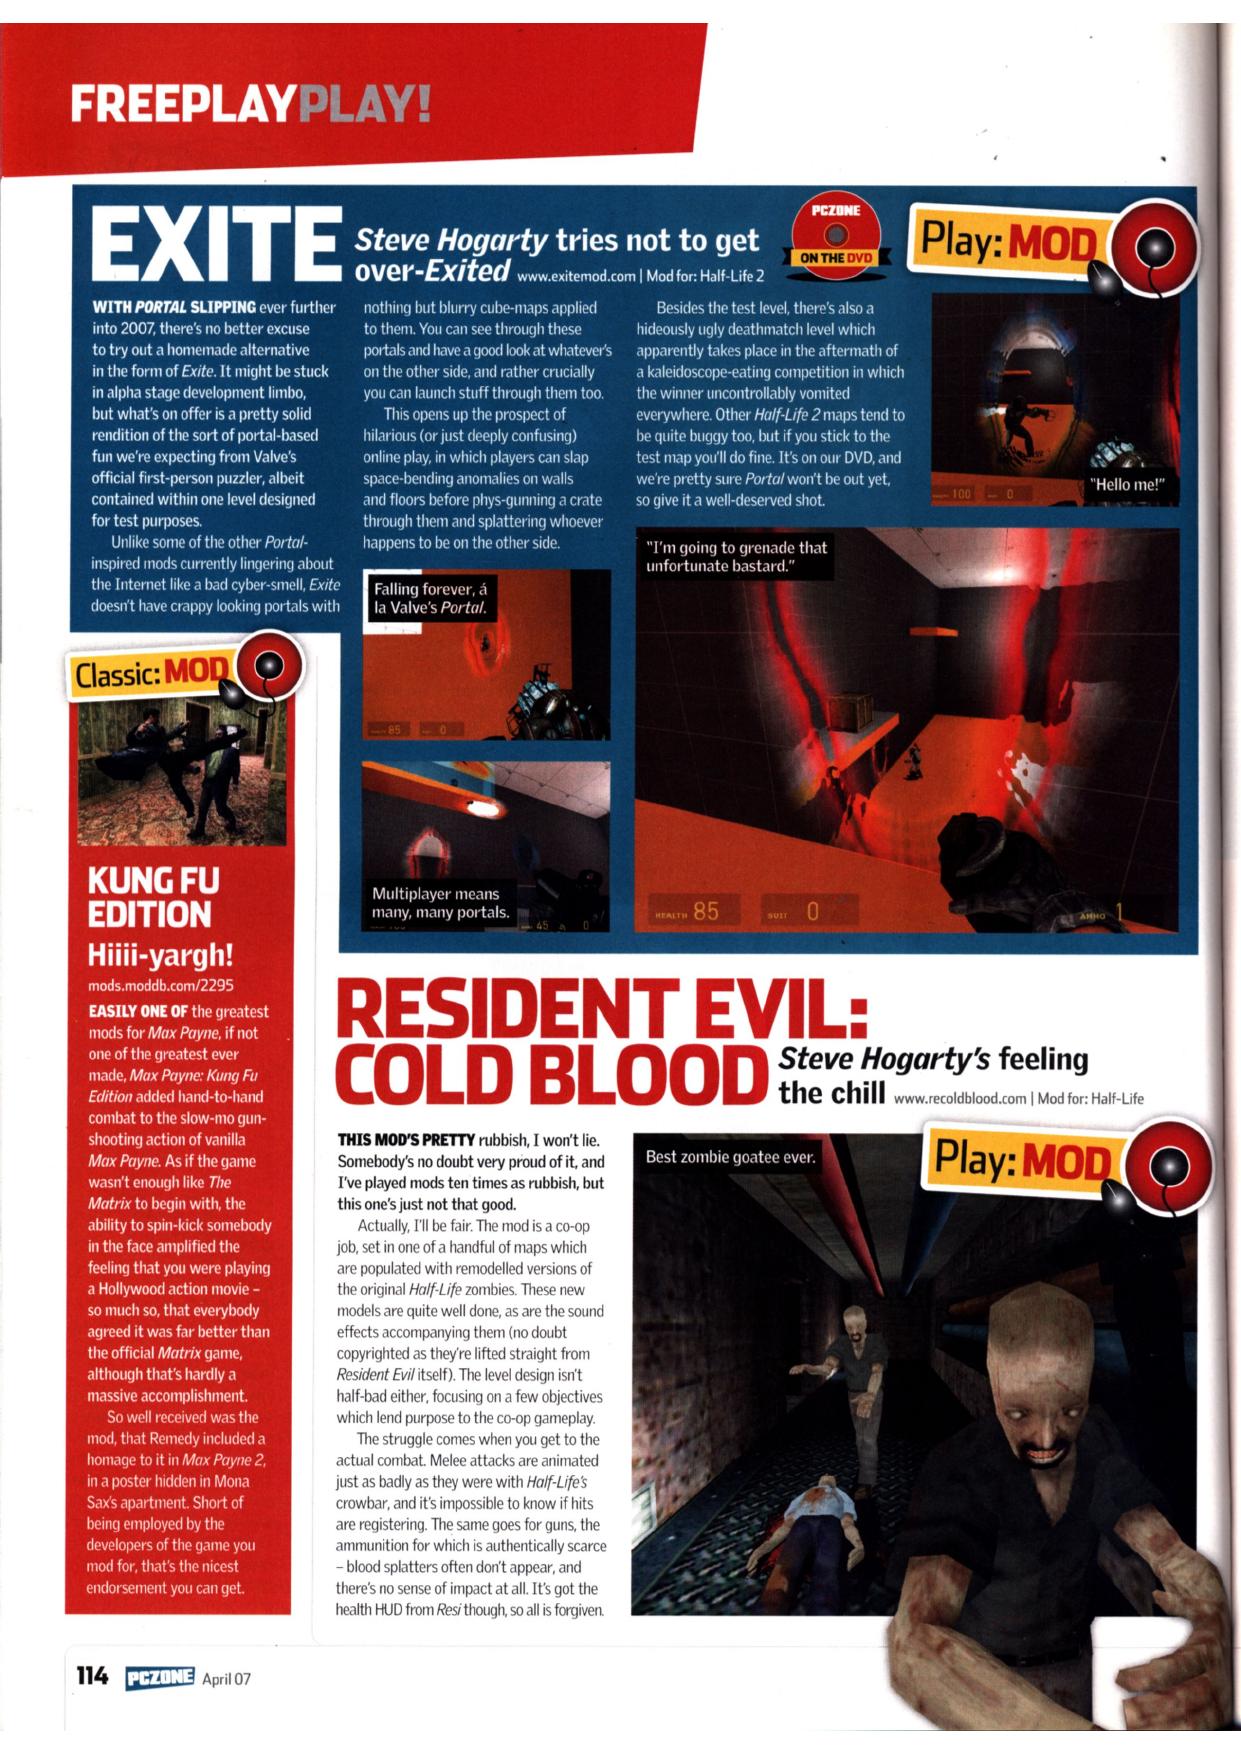 FREEPLAYPLAY!
EXITE
Steve Hogarty tries not to get
over-Exited www.exitemod.com | Mod for: Half-Life 2
PCZONE
ON THE DVD
Play: MOD
WITH PORTAL SLIPPING ever further
into 2007, there's no better excuse
to try out a homemade alternative
in the form of Exite. It might be stuck
in alpha stage development limbo,
but what's on offer is a pretty solid
rendition of the sort of portal-based
fun we're expecting from Valve's
official first-person puzzler, albeit
contained within one level designed
for test purposes.
Unlike some of the other Portal-
inspired mods currently lingering about
the Internet like a bad cyber-smell, Exite
doesn't have crappy looking portals with
nothing but blurry cube-maps applied
to them. You can see through these
portals and have a good look at whatever's
on the other side, and rather crucially
you can launch stuff through them too.
This opens up the prospect of
hilarious (or just deeply confusing)
online play, in which players can slap
space-bending anomalies on walls
and floors before phys-gunning a crate
through them and splattering whoever
happens to be on the other side.
Besides the test level, there's also a
hideously ugly deathmatch level which
apparently takes place in the aftermath of
a kaleidoscope-eating competition in which
the winner uncontrollably vomited
everywhere. Other Half-Life 2 maps tend to
be quite buggy too, but if you stick to the
test map you'll do fine. It's on our DVD, and
we're pretty sure Portal won't be out yet,
so give it a well-deserved shot.
"Hello me!"
100 0
Falling forever, á
la Valve's Portal.
85 0
Multiplayer means
many, many portals.
45 0
"I'm going to grenade that
unfortunate bastard."
HEALTH 85 SUIT 0 AMMO 1
Classic: MOD
KUNG FU
EDITION
Hiiii-yargh!
mods.moddb.com/2295
EASILY ONE OF the greatest
mods for Max Payne, if not
one of the greatest ever
made, Max Payne: Kung Fu
Edition added hand-to-hand
combat to the slow-mo gun-
shooting action of vanilla
Max Payne. As if the game
wasn't enough like The
Matrix to begin with, the
ability to spin-kick somebody
in the face amplified the
feeling that you were playing
a Hollywood action movie –
so much so, that everybody
agreed it was far better than
the official Matrix game,
although that's hardly a
massive accomplishment.
So well received was the
mod, that Remedy included a
homage to it in Max Payne 2,
in a poster hidden in Mona
Sax's apartment. Short of
being employed by the
developers of the game you
mod for, that's the nicest
endorsement you can get.
RESIDENT EVIL:
COLD BLOOD
Steve Hogarty's feeling
the chill www.recoldblood.com | Mod for: Half-Life
THIS MOD'S PRETTY rubbish, I won't lie.
Somebody's no doubt very proud of it, and
I've played mods ten times as rubbish, but
this one's just not that good.
Actually, I'll be fair. The mod is a co-op
job, set in one of a handful of maps which
are populated with remodelled versions of
the original Half-Life zombies. These new
models are quite well done, as are the sound
effects accompanying them (no doubt
copyrighted as they're lifted straight from
Resident Evil itself). The level design isn't
half-bad either, focusing on a few objectives
which lend purpose to the co-op gameplay.
The struggle comes when you get to the
actual combat. Melee attacks are animated
just as badly as they were with Half-Life's
crowbar, and it's impossible to know if hits
are registering. The same goes for guns, the
ammunition for which is authentically scarce
– blood splatters often don't appear, and
there's no sense of impact at all. It's got the
health HUD from Resi though, so all is forgiven.
Best zombie goatee ever.
Play: MOD
114 PCZONE April 07